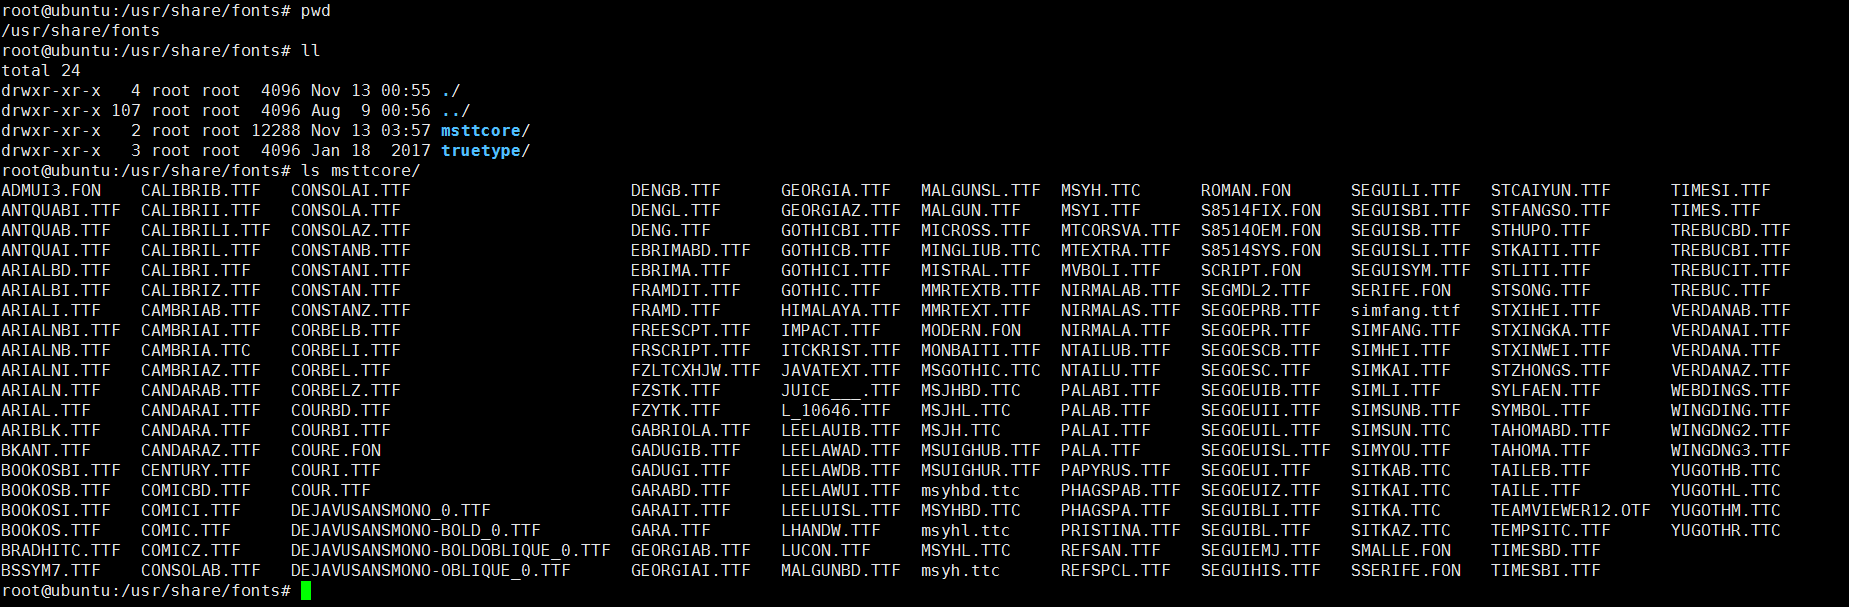 root@ubuntu:/usr/share/fonts# pwd
/usr/share/fonts
root@ubuntu:/usr/share/fonts# ll
total 24
drwxr-xr-x   4 root root  4096 Nov 13 00:55 ./
drwxr-xr-x 107 root root  4096 Aug  9 00:56 ../
drwxr-xr-x   2 root root 12288 Nov 13 03:57 msttcore/
drwxr-xr-x   3 root root  4096 Jan 18  2017 truetype/
root@ubuntu:/usr/share/fonts# ls msttcore/
ADMUI3.FON    CALIBRIB.TTF   CONSOLAI.TTF                      DENGB.TTF      GEORGIA.TTF   MALGUNSL.TTF  MSYH.TTC      ROMAN.FON      SEGUILI.TTF   STCAIYUN.TTF      TIMESI.TTF
ANTQUABI.TTF  CALIBRII.TTF   CONSOLA.TTF                       DENGL.TTF      GEORGIAZ.TTF  MALGUN.TTF    MSYI.TTF      S8514FIX.FON   SEGUISBI.TTF  STFANGSO.TTF      TIMES.TTF
ANTQUAB.TTF   CALIBRILI.TTF  CONSOLAZ.TTF                      DENG.TTF       GOTHICBI.TTF  MICROSS.TTF   MTCORSVA.TTF  S8514OEM.FON   SEGUISB.TTF   STHUPO.TTF        TREBUCBD.TTF
ANTQUAI.TTF   CALIBRIL.TTF   CONSTANB.TTF                      EBRIMABD.TTF   GOTHICB.TTF   MINGLIUB.TTC  MTEXTRA.TTF   S8514SYS.FON   SEGUISLI.TTF  STKAITI.TTF       TREBUCBI.TTF
ARIALBD.TTF   CALIBRI.TTF    CONSTANI.TTF                      EBRIMA.TTF     GOTHICI.TTF   MISTRAL.TTF   MVBOLI.TTF    SCRIPT.FON     SEGUISYM.TTF  STLITI.TTF        TREBUCIT.TTF
ARIALBI.TTF   CALIBRIZ.TTF   CONSTAN.TTF                       FRAMDIT.TTF    GOTHIC.TTF    MMRTEXTB.TTF  NIRMALAB.TTF  SEGMDL2.TTF    SERIFE.FON    STSONG.TTF        TREBUC.TTF
ARIALI.TTF    CAMBRIAB.TTF   CONSTANZ.TTF                      FRAMD.TTF      HIMALAYA.TTF  MMRTEXT.TTF   NIRMALAS.TTF  SEGOEPRB.TTF   simfang.ttf   STXIHEI.TTF       VERDANAB.TTF
ARIALNBI.TTF  CAMBRIAI.TTF   CORBELB.TTF                       FREESCPT.TTF   IMPACT.TTF    MODERN.FON    NIRMALA.TTF   SEGOEPR.TTF    SIMFANG.TTF   STXINGKA.TTF      VERDANAI.TTF
ARIALNB.TTF   CAMBRIA.TTC    CORBELI.TTF                       FRSCRIPT.TTF   ITCKRIST.TTF  MONBAITI.TTF  NTAILUB.TTF   SEGOESCB.TTF   SIMHEI.TTF    STXINWEI.TTF      VERDANA.TTF
ARIALNI.TTF   CAMBRIAZ.TTF   CORBEL.TTF                        FZLTCXHJW.TTF  JAVATEXT.TTF  MSGOTHIC.TTC  NTAILU.TTF    SEGOESC.TTF    SIMKAI.TTF    STZHONGS.TTF      VERDANAZ.TTF
ARIALN.TTF    CANDARAB.TTF   CORBELZ.TTF                       FZSTK.TTF      JUICE___.TTF  MSJHBD.TTC    PALABI.TTF    SEGOEUIB.TTF   SIMLI.TTF     SYLFAEN.TTF       WEBDINGS.TTF
ARIAL.TTF     CANDARAI.TTF   COURBD.TTF                        FZYTK.TTF      L_10646.TTF   MSJHL.TTC     PALAB.TTF     SEGOEUII.TTF   SIMSUNB.TTF   SYMBOL.TTF        WINGDING.TTF
ARIBLK.TTF    CANDARA.TTF    COURBI.TTF                        GABRIOLA.TTF   LEELAUIB.TTF  MSJH.TTC      PALAI.TTF     SEGOEUIL.TTF   SIMSUN.TTC    TAHOMABD.TTF      WINGDNG2.TTF
BKANT.TTF     CANDARAZ.TTF   COURE.FON                         GADUGIB.TTF    LEELAWAD.TTF  MSUIGHUB.TTF  PALA.TTF      SEGOEUISL.TTF  SIMYOU.TTF    TAHOMA.TTF        WINGDNG3.TTF
BOOKOSBI.TTF  CENTURY.TTF    COURI.TTF                         GADUGI.TTF     LEELAWDB.TTF  MSUIGHUR.TTF  PAPYRUS.TTF   SEGOEUI.TTF    SITKAB.TTC    TAILEB.TTF        YUGOTHB.TTC
BOOKOSB.TTF   COMICBD.TTF    COUR.TTF                          GARABD.TTF     LEELAWUI.TTF  msyhbd.ttc    PHAGSPAB.TTF  SEGOEUIZ.TTF   SITKAI.TTC    TAILE.TTF         YUGOTHL.TTC
BOOKOSI.TTF   COMICI.TTF     DEJAVUSANSMONO_0.TTF              GARAIT.TTF     LEELUISL.TTF  MSYHBD.TTC    PHAGSPA.TTF   SEGUIBLI.TTF   SITKA.TTC     TEAMVIEWER12.OTF  YUGOTHM.TTC
BOOKOS.TTF    COMIC.TTF      DEJAVUSANSMONO-BOLD_0.TTF         GARA.TTF       LHANDW.TTF    msyhl.ttc     PRISTINA.TTF  SEGUIBL.TTF    SITKAZ.TTC    TEMPSITC.TTF      YUGOTHR.TTC
BRADHITC.TTF  COMICZ.TTF     DEJAVUSANSMONO-BOLDOBLIQUE_0.TTF  GEORGIAB.TTF   LUCON.TTF     MSYHL.TTC     REFSAN.TTF    SEGUIEMJ.TTF   SMALLE.FON    TIMESBD.TTF
BSSYM7.TTF    CONSOLAB.TTF   DEJAVUSANSMONO-OBLIQUE_0.TTF      GEORGIAI.TTF   MALGUNBD.TTF  msyh.ttc      REFSPCL.TTF   SEGUIHIS.TTF   SSERIFE.FON   TIMESBI.TTF
root@ubuntu:/usr/share/fonts#